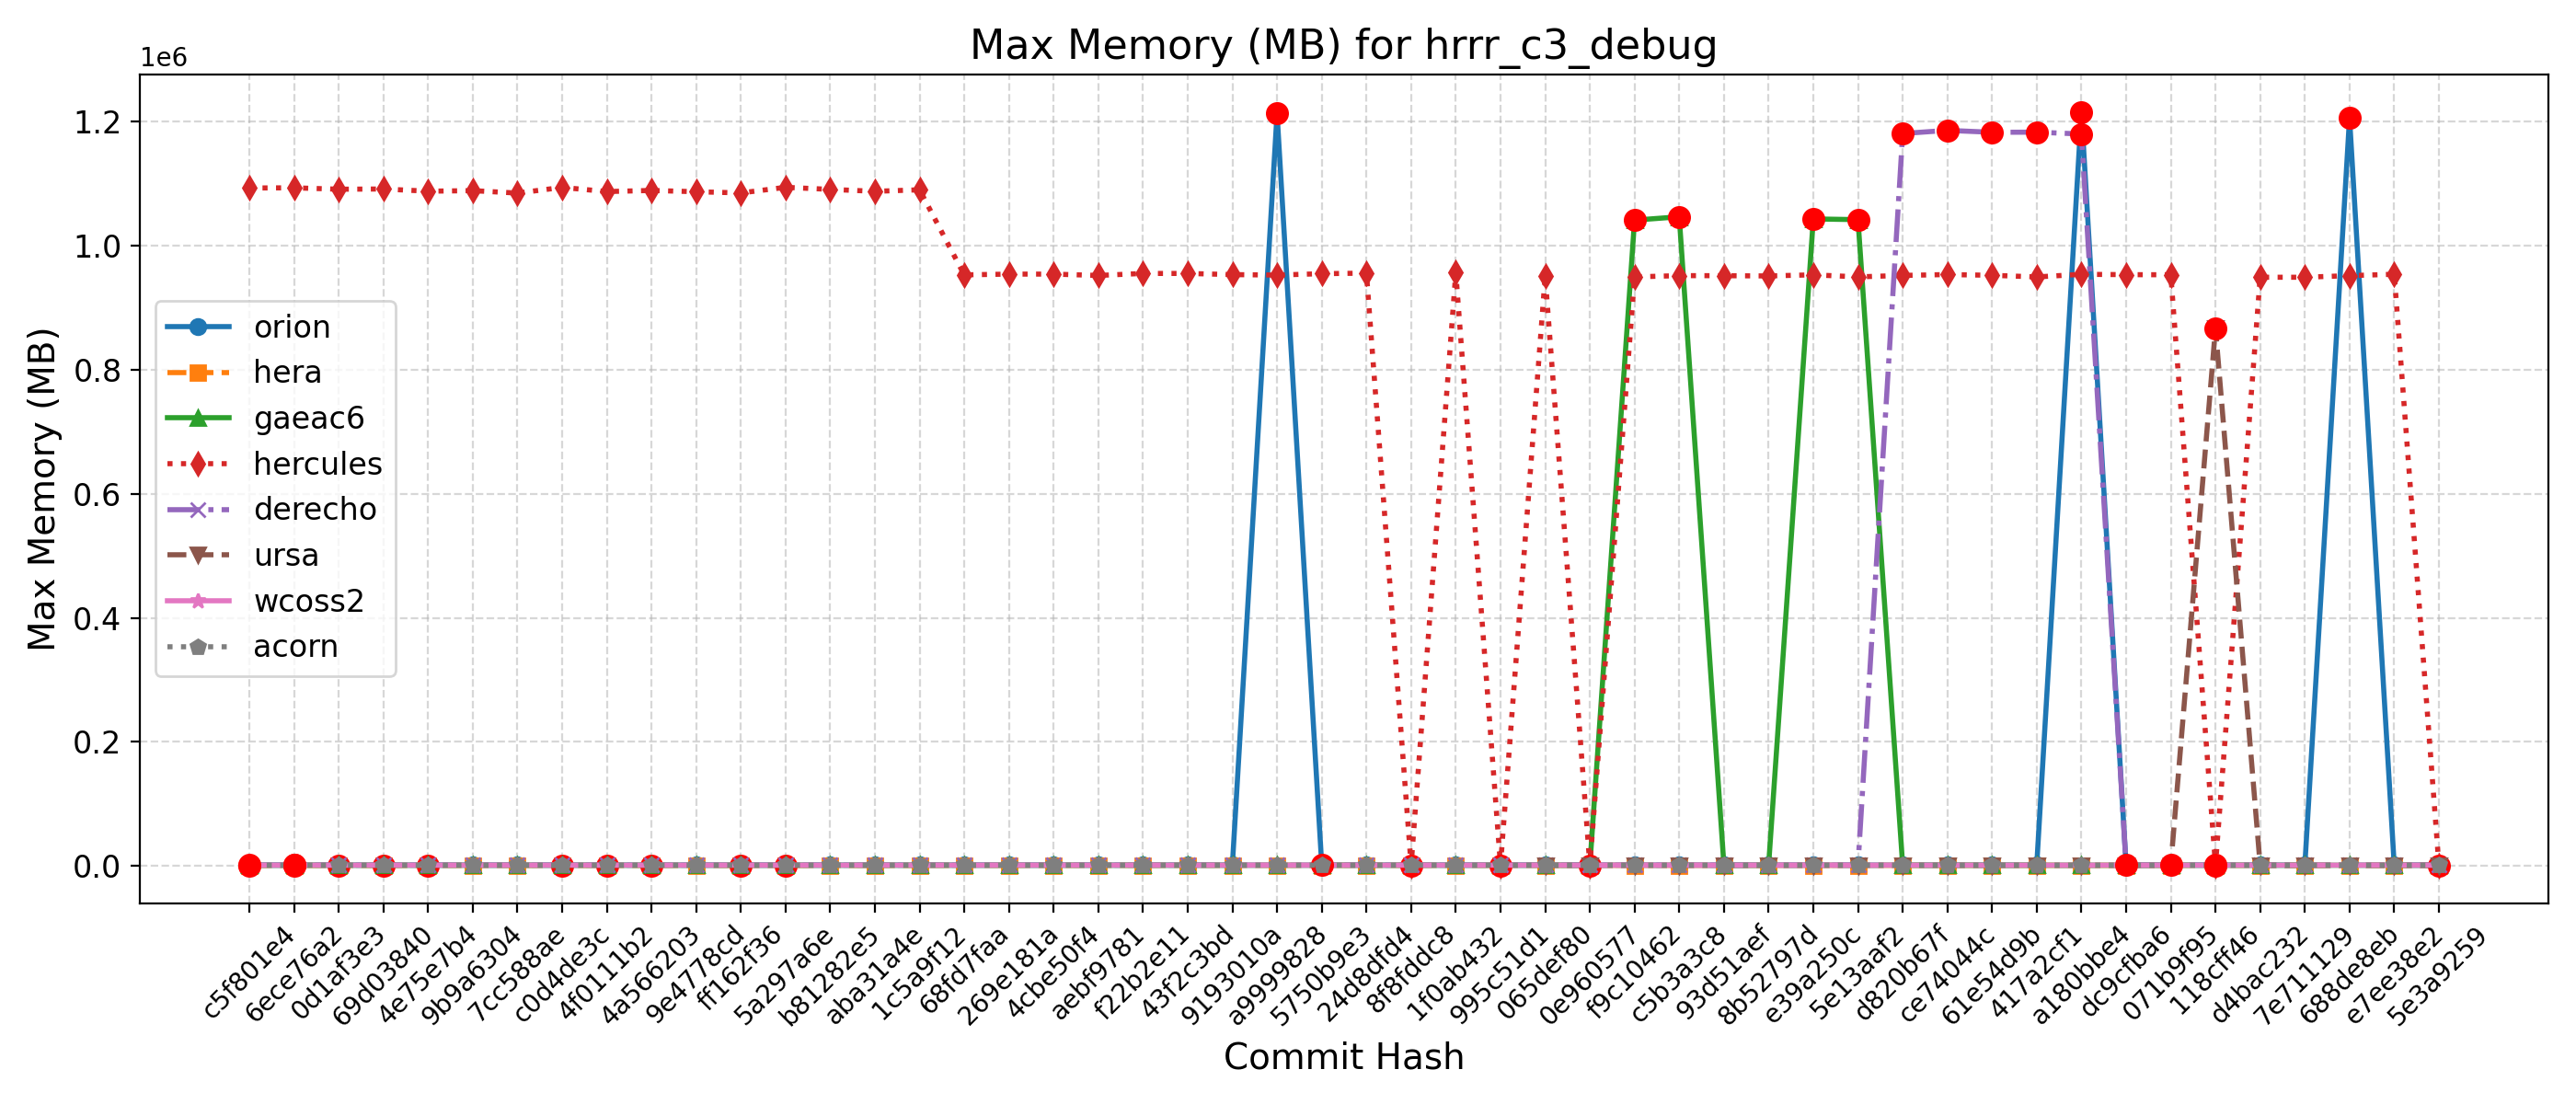 Max Memory (MB) for hrrr_c3_debug
1e6
1.2
1.0
0.8
0.6
0.4
0.2
0.0
Max Memory (MB)
orion
hera
gaeac6
hercules
derecho
ursa
wcoss2
acorn
c5f801e4
6ece76a2
0d1af3e3
69d03840
4e75e7b4
9b9a6304
7cc588ae
c0d4de3c
4f0111b2
4a566203
9e4778cd
ff162f36
5a297a6e
b81282e5
aba31a4e
1c5a9f12
68fd7faa
269e181a
4cbe50f4
aebf9781
f22b2e11
43f2c3bd
9193010a
a9999828
5750b9e3
24d8dfd4
8f8fddc8
1f0ab432
995c51d1
065def80
0e960577
f9c10462
c5b3a3c8
93d51aef
8b52797d
e39a250c
5e13aaf2
d820b67f
ce74044c
61e54d9b
417a2cf1
a180bbe4
dc9cfba6
071b9f95
118cff46
d4bac232
7e711129
688de8eb
e7ee38e2
5e3a9259
Commit Hash